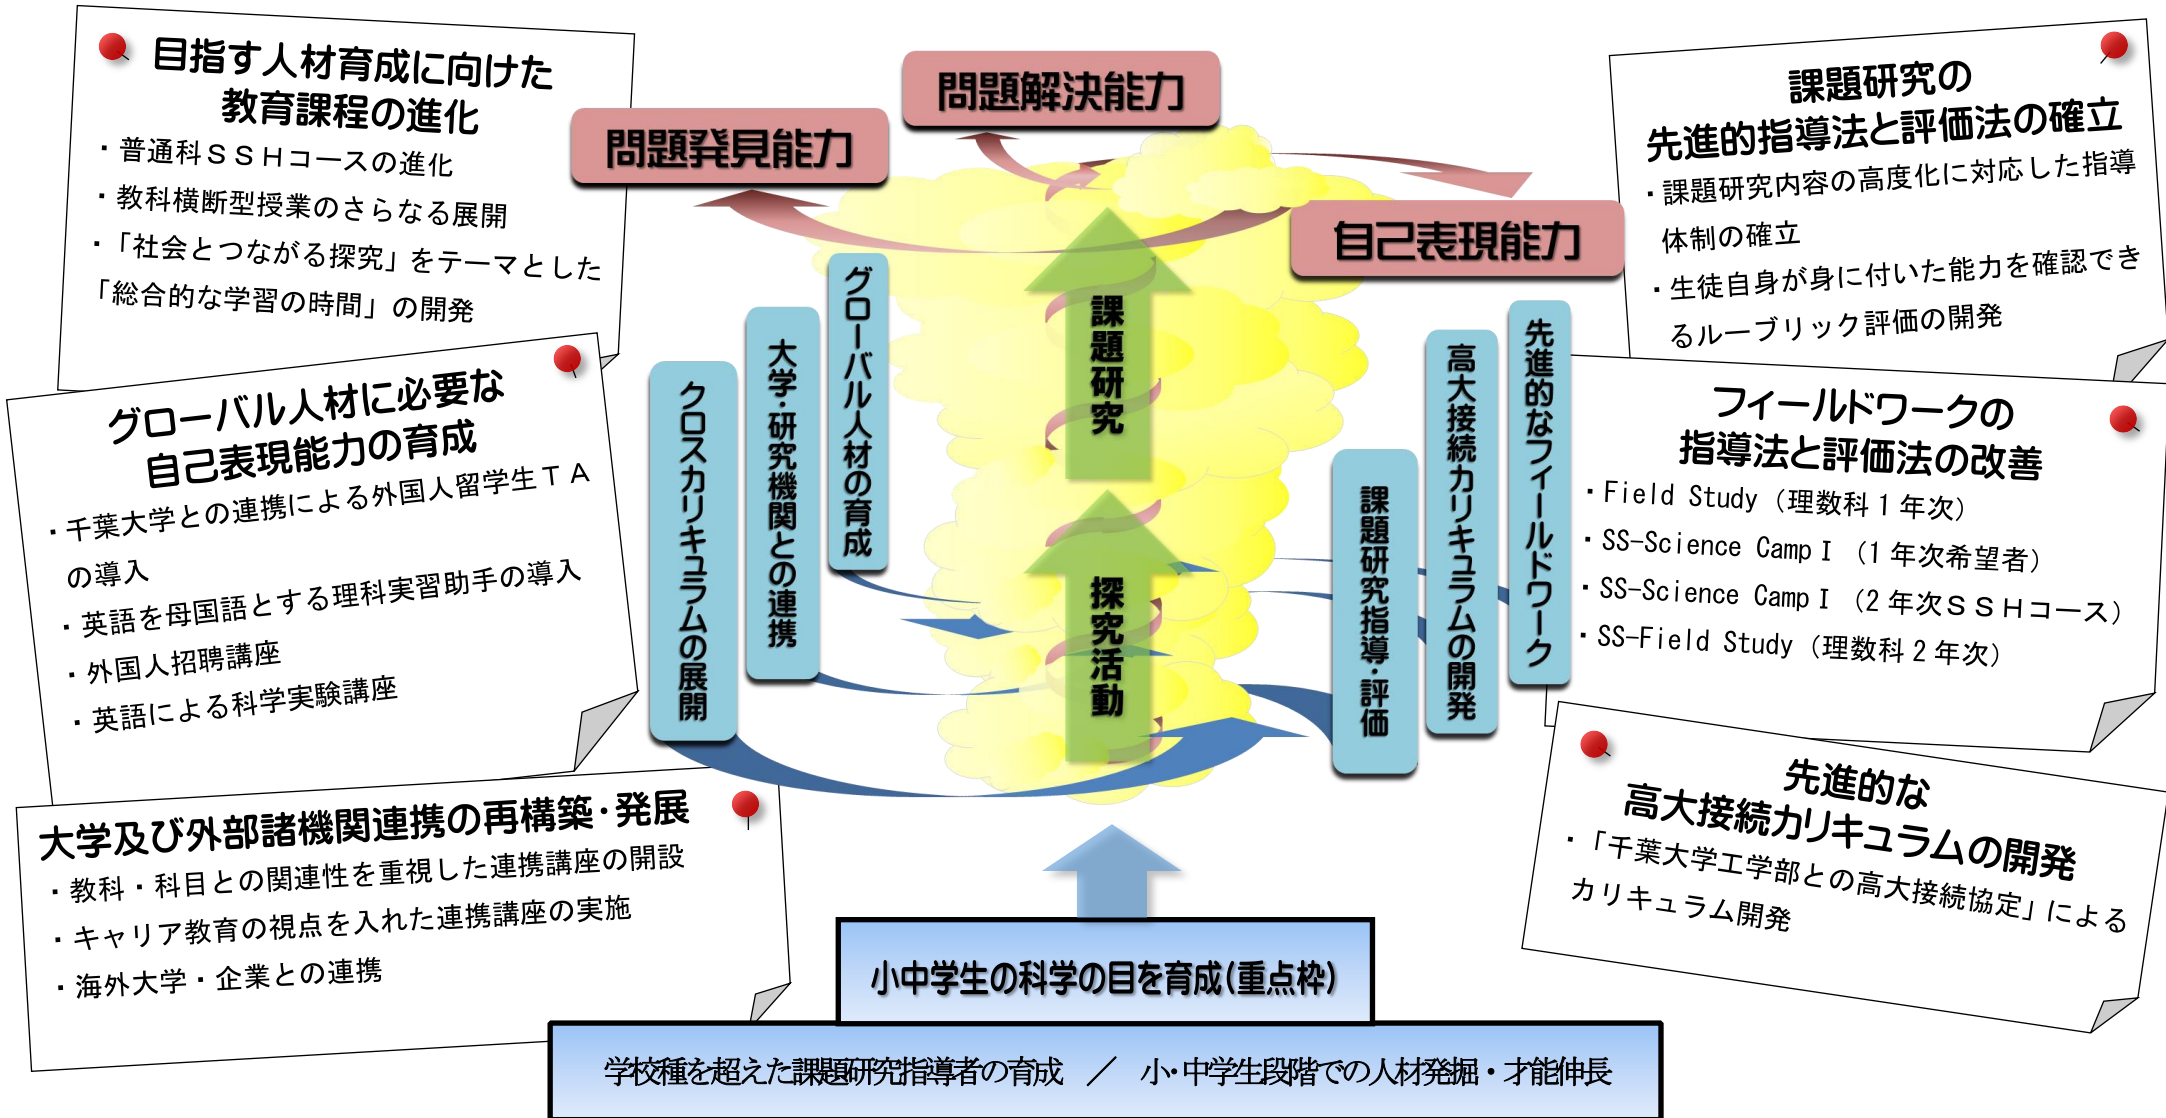 目指す人材育成に向けた
教育課程の進化
・普通科ＳＳＨコースの進化
・教科横断型授業のさらなる展開
・「社会とつながる探究」をテーマとした
「総合的な学習の時間」の開発
グローバル人材に必要な
自己表現能力の育成
・千葉大学との連携による外国人留学生ＴＡ
の導入
・英語を母国語とする理科実習助手の導入
・外国人招聘講座
・英語による科学実験講座
大学及び外部諸機関連携の再構築・発展
・教科・科目との関連性を重視した連携講座の開設
・キャリア教育の視点を入れた連携講座の実施
・海外大学・企業との連携
問題解決能力
問題発見能力
自己表現能力
グローバル人材の育成
大学・研究機関との連携
クロスカリキュラムの展開
課題研究
探究活動
課題研究指導・評価
高大接続カリキュラムの開発
先進的なフィールドワーク
課題研究の
先進的指導法と評価法の確立
・課題研究内容の高度化に対応した指導
体制の確立
・生徒自身が身に付いた能力を確認でき
るルーブリック評価の開発
フィールドワークの
指導法と評価法の改善
・Field Study（理数科１年次）
・SS-Science CampⅠ（１年次希望者）
・SS-Science CampⅠ（２年次ＳＳＨコース）
・SS-Field Study（理数科２年次）
先進的な
高大接続カリキュラムの開発
・「千葉大学工学部との高大接続協定」による
カリキュラム開発
小中学生の科学の目を育成（重点枠）
学校種を超えた課題研究指導者の育成　／　小・中学生段階での人材発掘・才能伸長